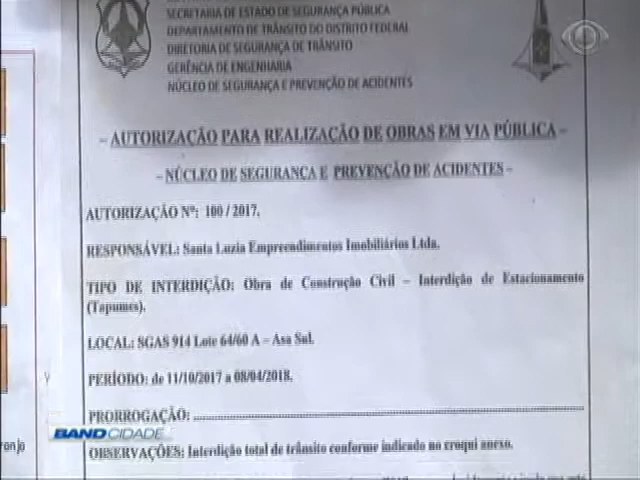 SECRETARIA DE ESTADO DE SEGURANÇA PÚBLICA
DEPARTAMENTO DE TRÂNSITO DO DISTRITO FEDERAL
DIRETORIA DE SEGURANÇA DE TRÂNSITO
GERÊNCIA DE ENGENHARIA
NÚCLEO DE SEGURANÇA E PREVENÇÃO DE ACIDENTES
– AUTORIZAÇÃO PARA REALIZAÇÃO DE OBRAS EM VIA PÚBLICA –
– NÚCLEO DE SEGURANÇA E PREVENÇÃO DE ACIDENTES –
AUTORIZAÇÃO Nº: 100 / 2017.
RESPONSÁVEL: Santa Luzia Empreendimentos Imobiliários Ltda.
TIPO DE INTERDIÇÃO: Obra de Construção Civil – Interdição de Estacionamento
(Tapumes).
LOCAL: SGAS 914 Lote 64/60 A – Asa Sul.
PERÍODO: de 11/10/2017 a 08/04/2018.
PRORROGAÇÃO:
BANDCIDADE
OBSERVAÇÕES: Interdição total de trânsito conforme indicado no croqui anexo.
onjo